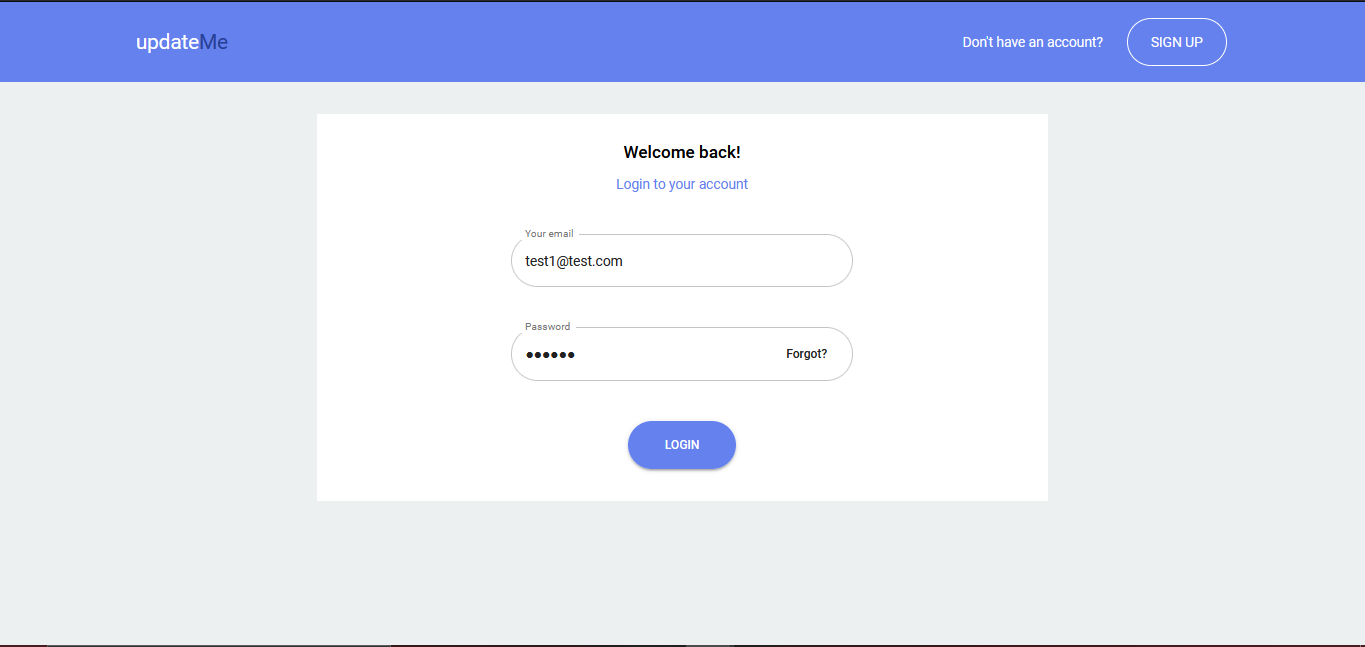 updateMe
Don't have an account? SIGN UP
Welcome back!
Login to your account
Your email
test1@test.com
Password
●●●●●● Forgot?
LOGIN